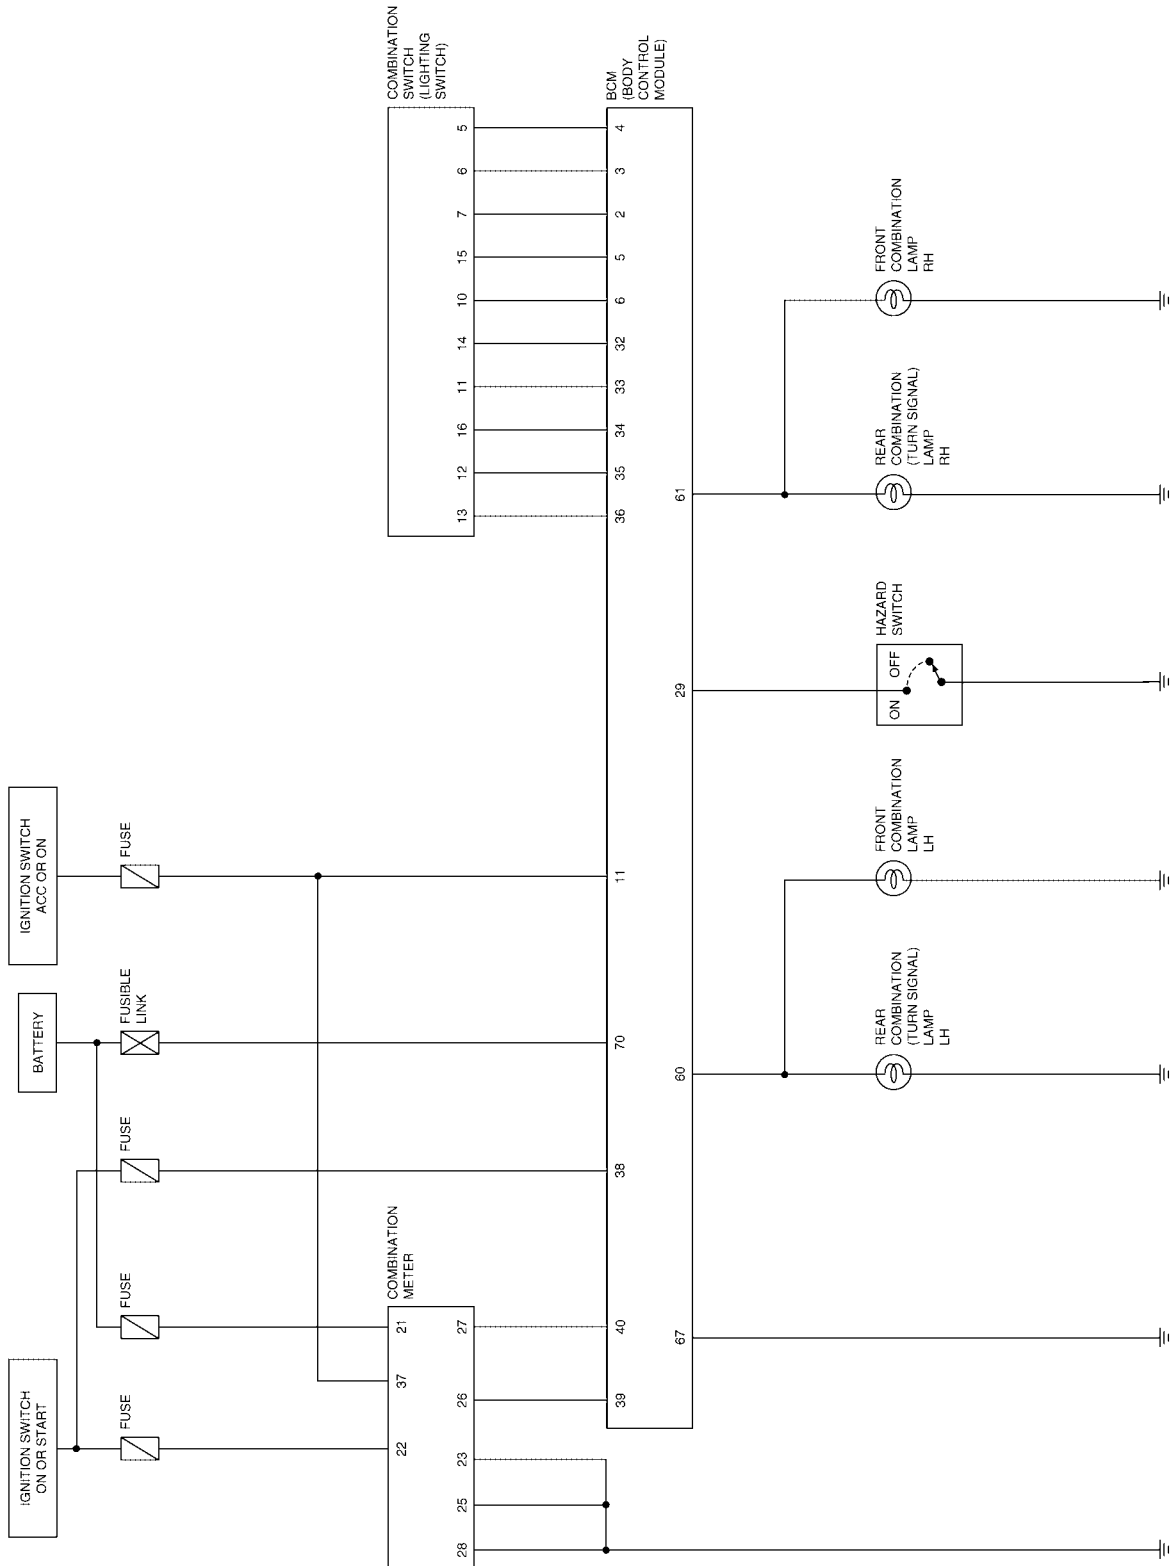 IGNITION SWITCH
ON OR START
BATTERY
IGNITION SWITCH
ACC OR ON
FUSE
FUSE
FUSE
FUSIBLE
LINK
FUSE
COMBINATION
METER
22
37
21
28
25
23
26
27
COMBINATION
SWITCH
(LIGHTING
SWITCH)
13
12
16
11
14
10
15
7
6
5
BCM
(BODY
CONTROL
MODULE)
39
40
38
70
11
36
35
34
33
32
6
5
2
3
4
67
60
29
61
REAR
COMBINATION
(TURN SIGNAL)
LAMP
LH
FRONT
COMBINATION
LAMP
LH
HAZARD
SWITCH
ON
OFF
REAR
COMBINATION
(TURN SIGNAL)
LAMP
RH
FRONT
COMBINATION
LAMP
RH